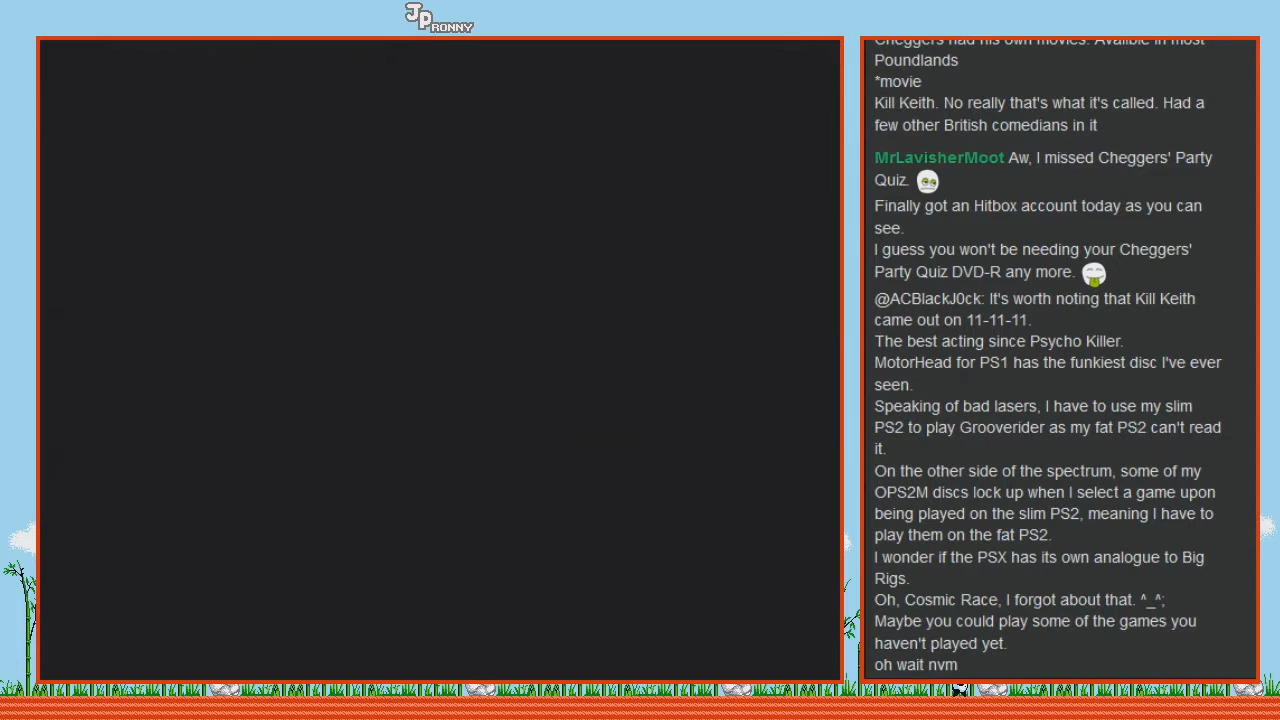 JP RONNY
Cheggers had his own movies. Avalible in most
Poundlands
*movie
Kill Keith. No really that's what it's called. Had a
few other British comedians in it
MrLavisherMoot Aw, I missed Cheggers' Party
Quiz.
Finally got an Hitbox account today as you can
see.
I guess you won't be needing your Cheggers'
Party Quiz DVD-R any more.
@ACBlackJ0ck: It's worth noting that Kill Keith
came out on 11-11-11.
The best acting since Psycho Killer.
MotorHead for PS1 has the funkiest disc I've ever
seen.
Speaking of bad lasers, I have to use my slim
PS2 to play Grooverider as my fat PS2 can't read
it.
On the other side of the spectrum, some of my
OPS2M discs lock up when I select a game upon
being played on the slim PS2, meaning I have to
play them on the fat PS2.
I wonder if the PSX has its own analogue to Big
Rigs.
Oh, Cosmic Race, I forgot about that. ^_^;
Maybe you could play some of the games you
haven't played yet.
oh wait nvm